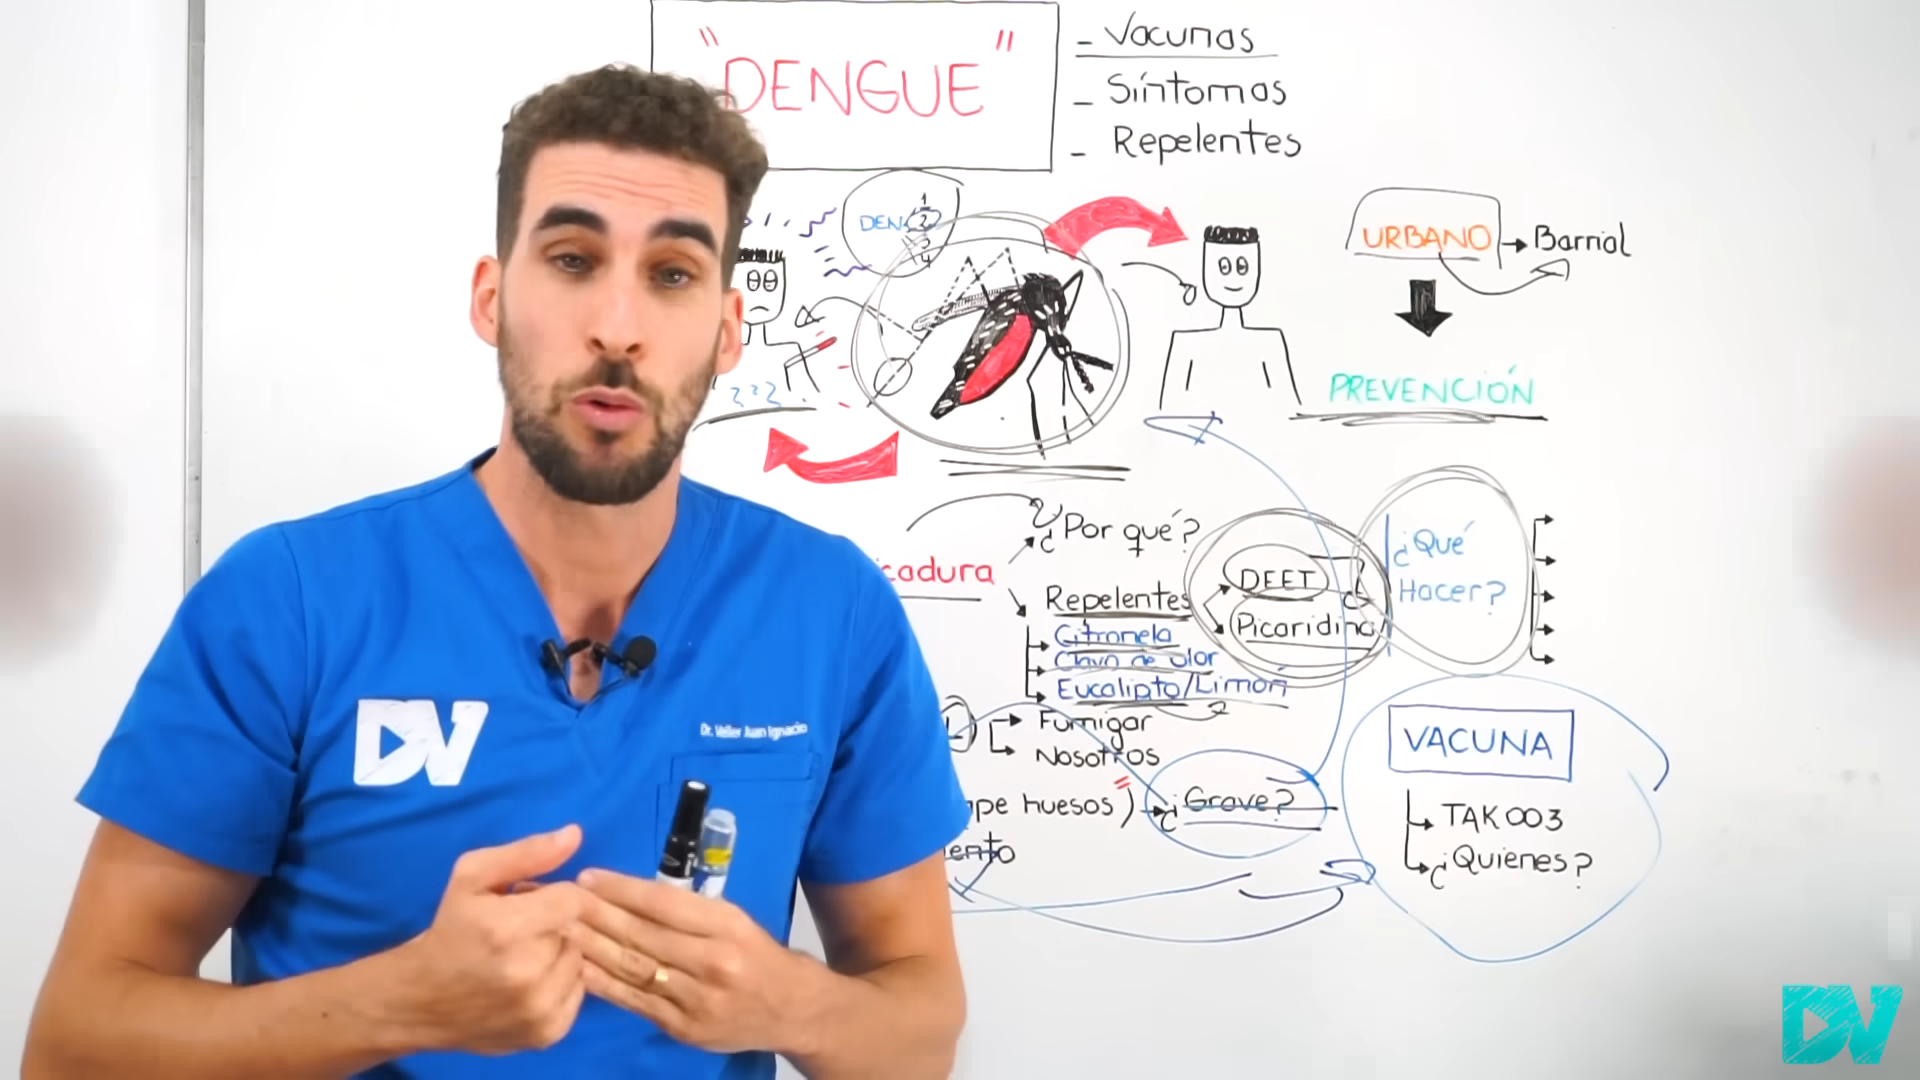 "DENGUE"
- Vacunas
- Síntomas
- Repelentes
DEN
1
2
3
4
URBANO → Barrial
PREVENCIÓN
???
¿Por qué?
cadura
Repelentes
DEET
Picaridina
Citronela
Clavo de olor
Eucalipto/Limón
¿Qué
Hacer?
Fumigar
Nosotros
pe huesos")
¿Grave?
ento
VACUNA
TAK003
¿Quienes?
DV
Dr. Valler Juan Ignacio
DV